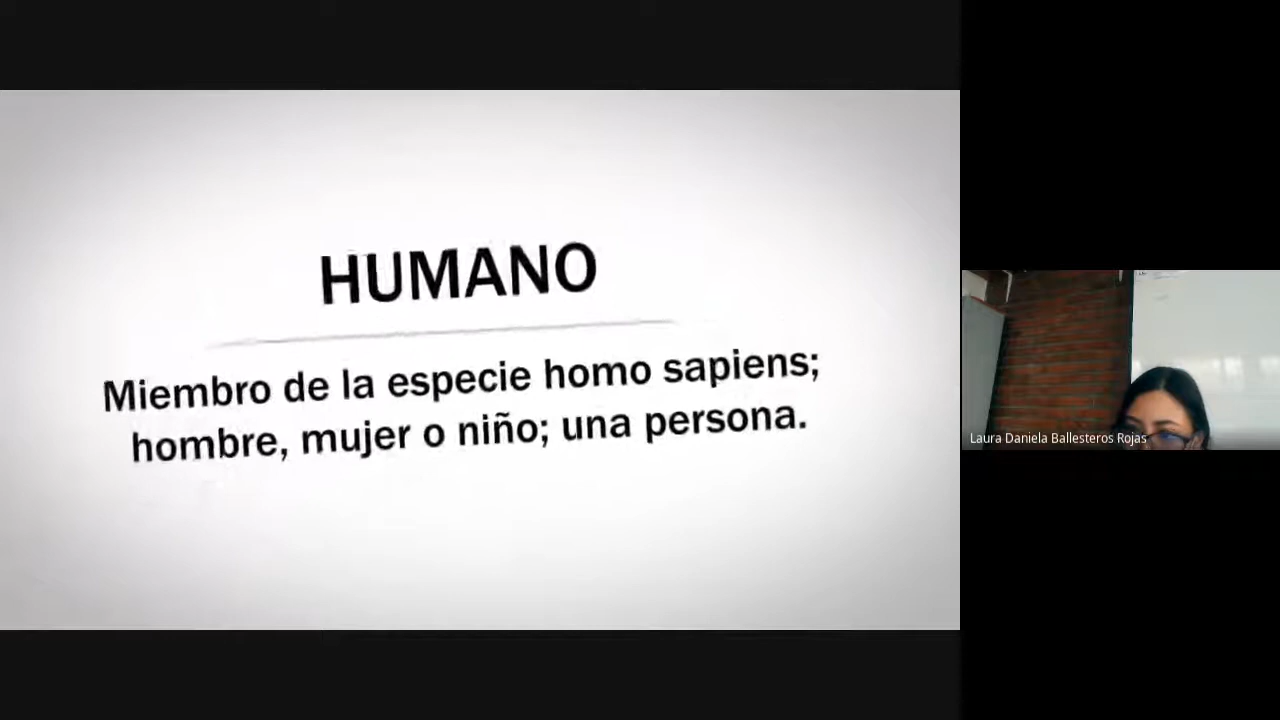 HUMANO
Miembro de la especie homo sapiens;
hombre, mujer o niño; una persona.
Laura Daniela Ballesteros Rojas